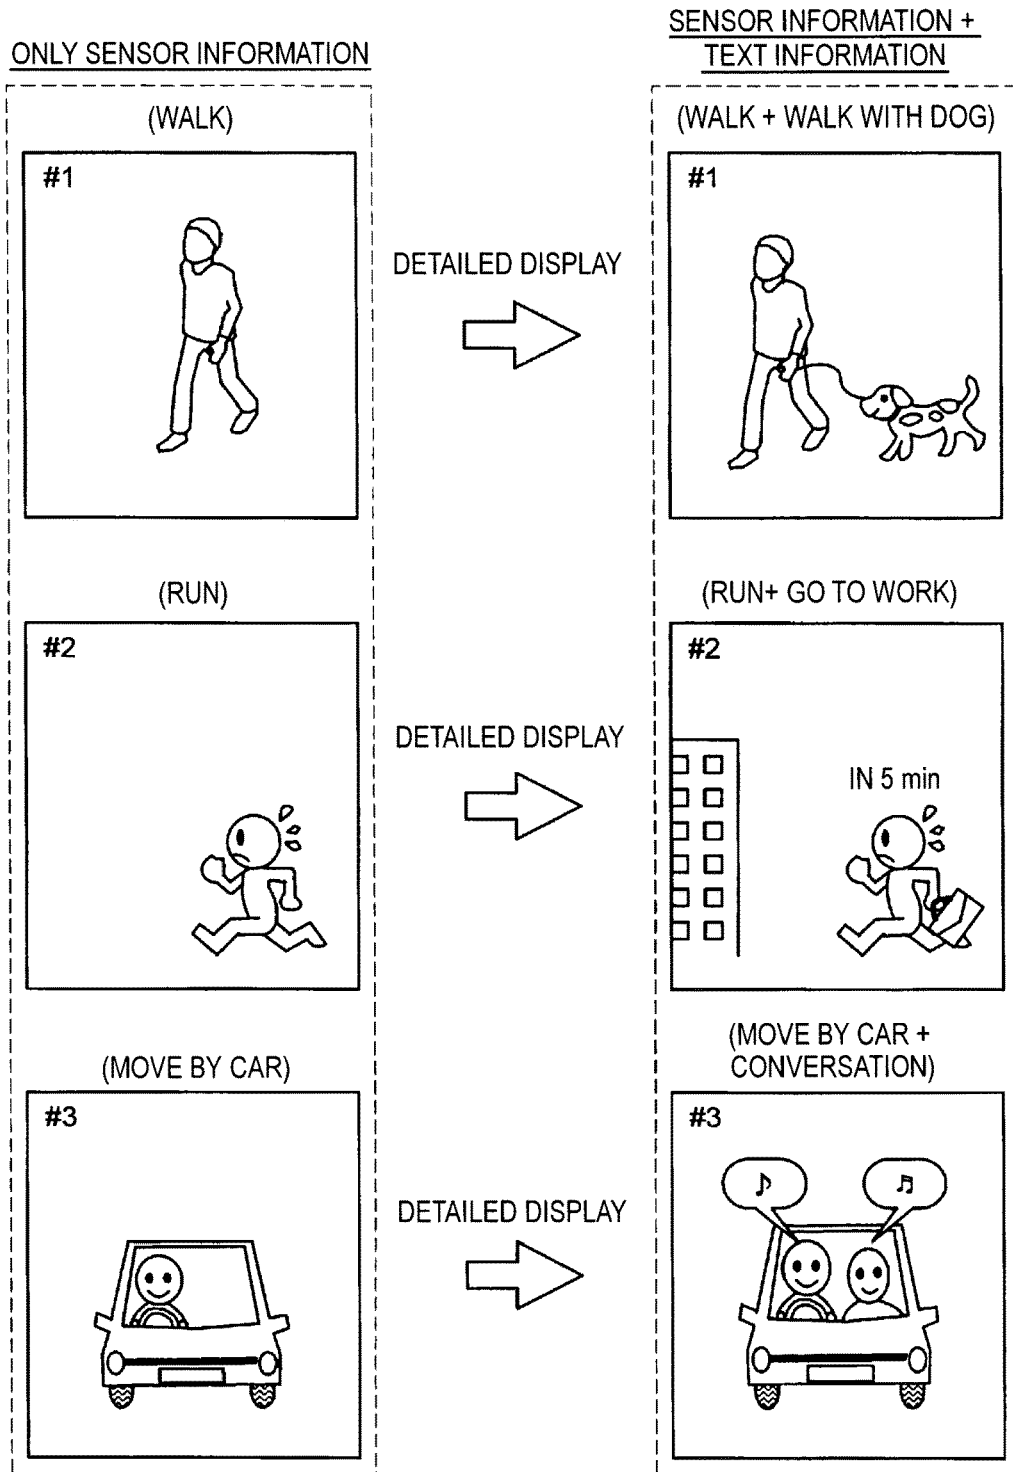 ONLY SENSOR INFORMATION
SENSOR INFORMATION +
TEXT INFORMATION
(WALK)
(WALK + WALK WITH DOG)
#1
DETAILED DISPLAY
#1
(RUN)
(RUN+ GO TO WORK)
#2
DETAILED DISPLAY
#2
IN 5 min
(MOVE BY CAR)
(MOVE BY CAR +
CONVERSATION)
#3
DETAILED DISPLAY
#3